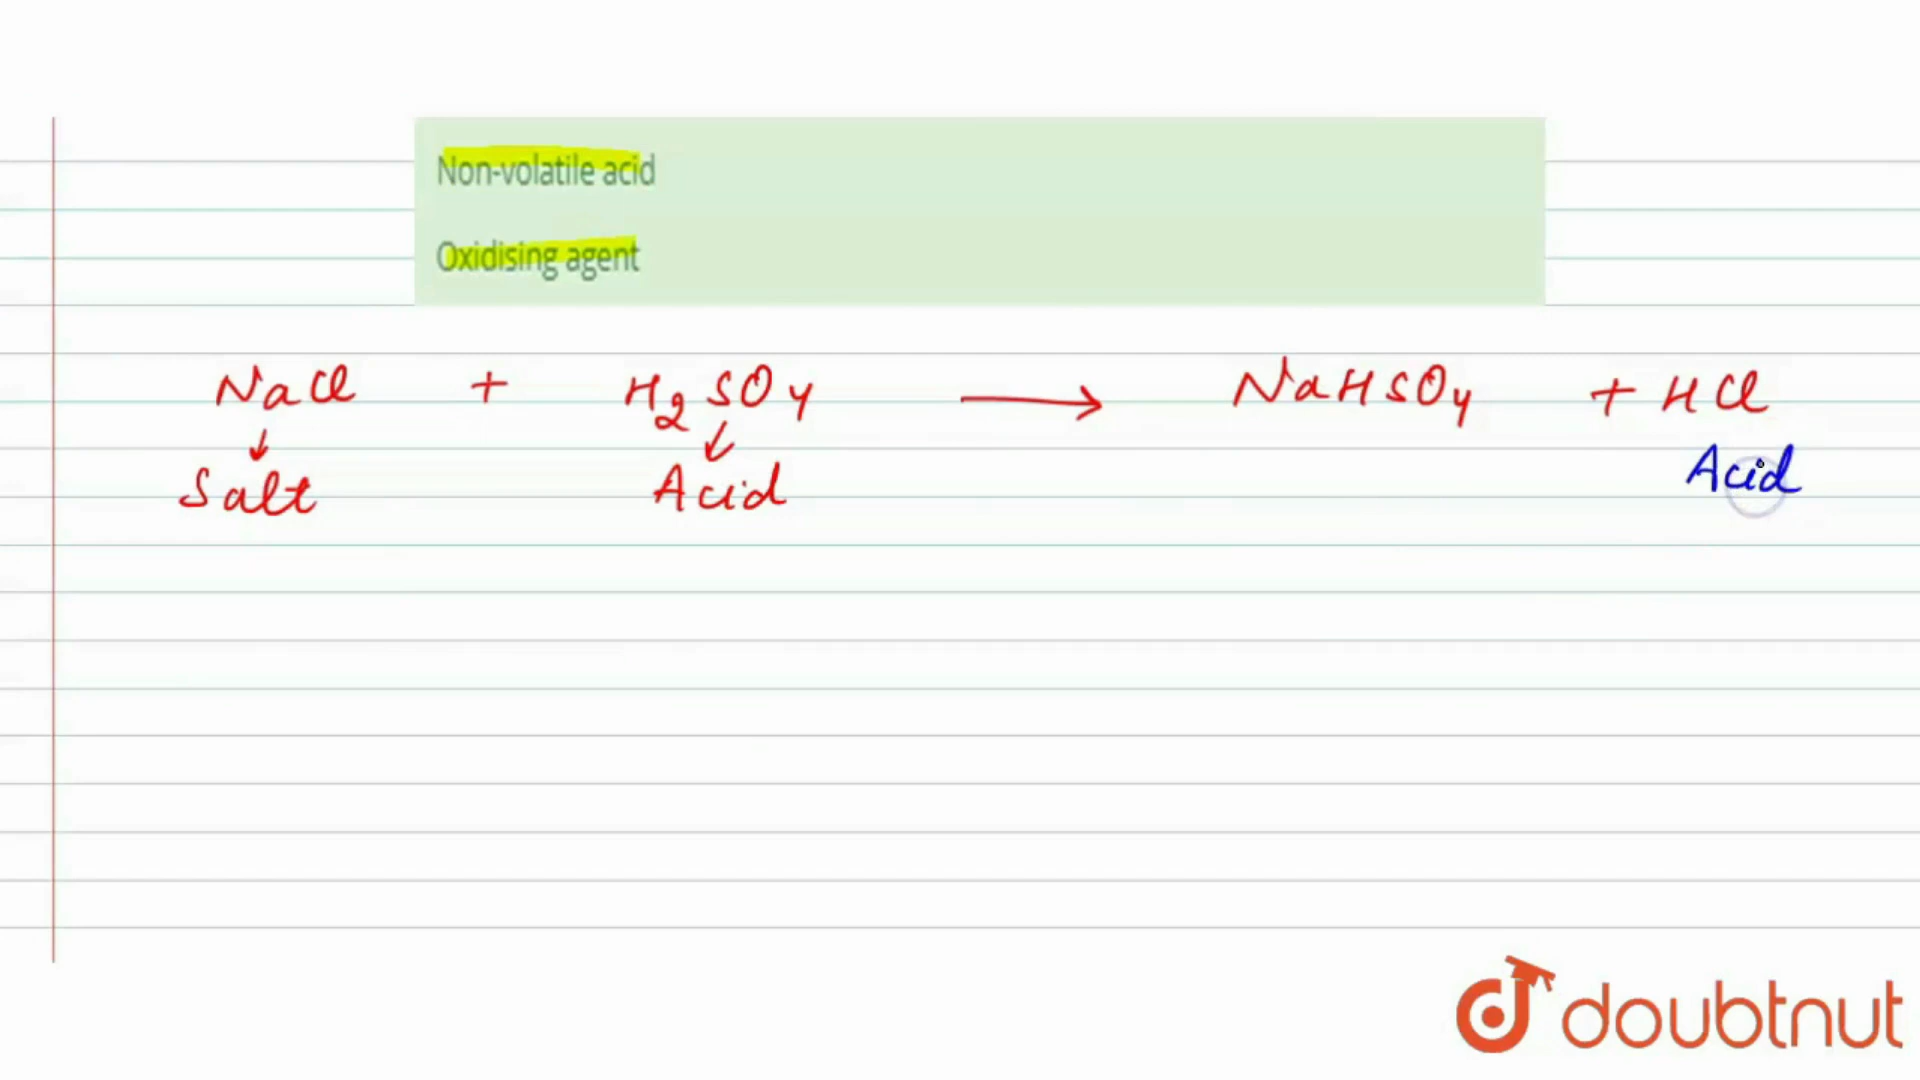 Non-volatile acid
Oxidising agent
NaCl + H2SO4 → NaHSO4 + HCl
↓ ↓
Salt Acid Acid
doubtnut